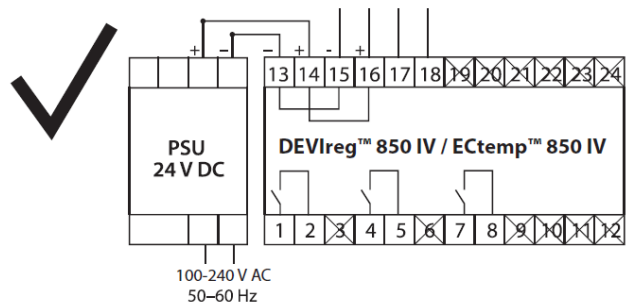 + – – + - +
13 14 15 16 17 18 19 20 21 22 23 24
PSU
24 V DC
DEVIreg™ 850 IV / ECtemp™ 850 IV
1 2 3 4 5 6 7 8 9 10 11 12
100-240 V AC
50–60 Hz